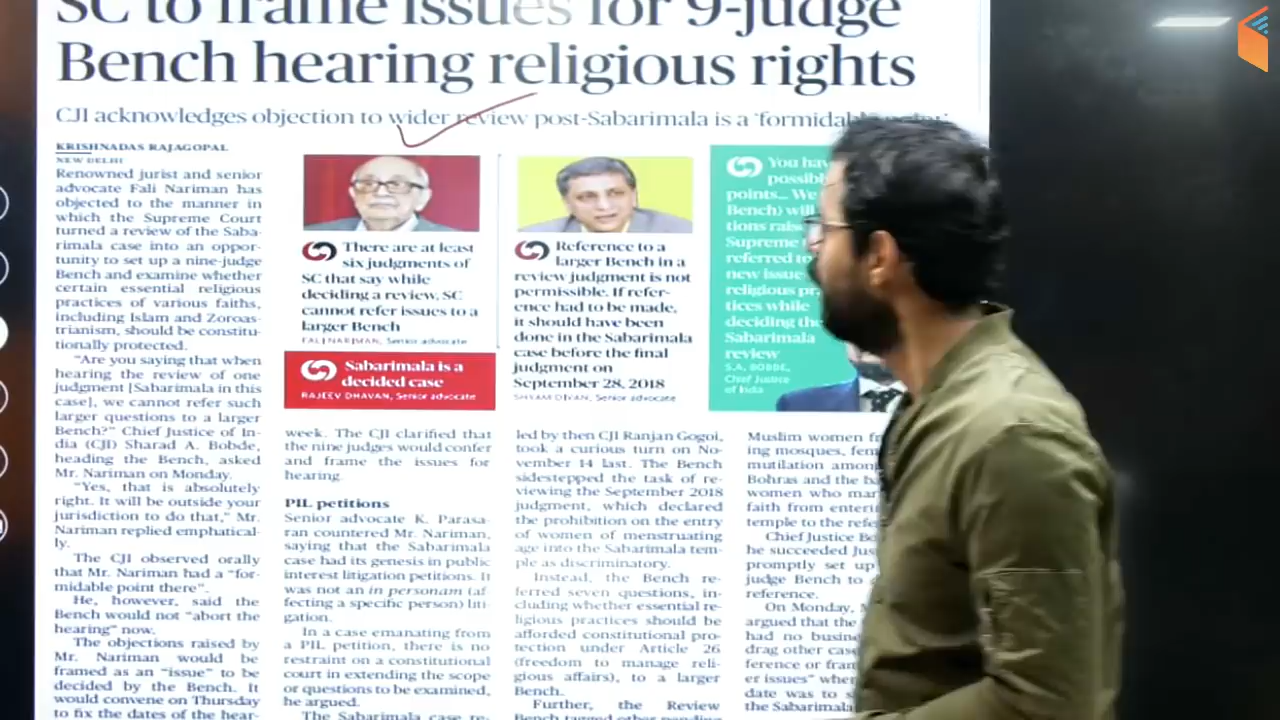 SC to frame issues for 9-judge
Bench hearing religious rights
CJI acknowledges objection to wider review post-Sabarimala is a 'formidable
KRISHNADAS RAJAGOPAL
NEW DELHI
Renowned jurist and senior
advocate Fali Nariman has
objected to the manner in
which the Supreme Court
turned a review of the Saba-
rimala case into an oppor-
tunity to set up a nine-judge
Bench and examine whether
certain essential religious
practices of various faiths,
including Islam and Zoroas-
trianism, should be constitu-
tionally protected.
"Are you saying that when
hearing the review of one
judgment [Sabarimala in this
case], we cannot refer such
larger questions to a larger
Bench?" Chief Justice of In-
dia (CJI) Sharad A. Bobde,
heading the Bench, asked
Mr. Nariman on Monday.
"Yes, that is absolutely
right. It will be outside your
jurisdiction to do that," Mr.
Nariman replied emphatical-
ly.
The CJI observed orally
that Mr. Nariman had a "for-
midable point there".
He, however, said the
Bench would not "abort the
hearing" now.
The objections raised by
Mr. Nariman would be
framed as an "issue" to be
decided by the Bench. It
would convene on Thursday
to fix the dates of the hear-
There are at least
six judgments of
SC that say while
deciding a review, SC
cannot refer issues to a
larger Bench
FALI NARIMAN, Senior advocate
Sabarimala is a
decided case
RAJEEV DHAVAN, Senior advocate
week. The CJI clarified that
the nine judges would confer
and frame the issues for
hearing.
PIL petitions
Senior advocate K. Parasa-
ran countered Mr. Nariman,
saying that the Sabarimala
case had its genesis in public
interest litigation petitions. It
was not an in personam (af-
fecting a specific person) liti-
gation.
In a case emanating from
a PIL petition, there is no
restraint on a constitutional
court in extending the scope
or questions to be examined,
he argued.
The Sabarimala case re-
Reference to a
larger Bench in a
review judgment is not
permissible. If refer-
ence had to be made,
it should have been
done in the Sabarimala
case before the final
judgment on
September 28, 2018
SHYAM DIVAN, Senior advocate
led by then CJI Ranjan Gogoi,
took a curious turn on No-
vember 14 last. The Bench
sidestepped the task of re-
viewing the September 2018
judgment, which declared
the prohibition on the entry
of women of menstruating
age into the Sabarimala tem-
ple as discriminatory.
Instead, the Bench re-
ferred seven questions, in-
cluding whether essential re-
ligious practices should be
afforded constitutional pro-
tection under Article 26
(freedom to manage reli-
gious affairs), to a larger
Bench.
Further, the Review
Bench tagged other pending
You hav
possibl
points... We
Bench) will
tions rais
Supreme
referred to
new issue
religious pr
tices while
deciding the
Sabarimala
review
S.A. BOBDE,
Chief Justice
of India
Muslim women
ing mosques, fem
mutilation amon
Bohras and the ba
women who mar
faith from enteri
temple to the refe
Chief Justice Bo
he succeeded Jus
promptly set up
judge Bench to
reference.
On Monday,
argued that the
had no busin
drag other case
ference or fram
er issues" whe
date was to
the Sabarimala